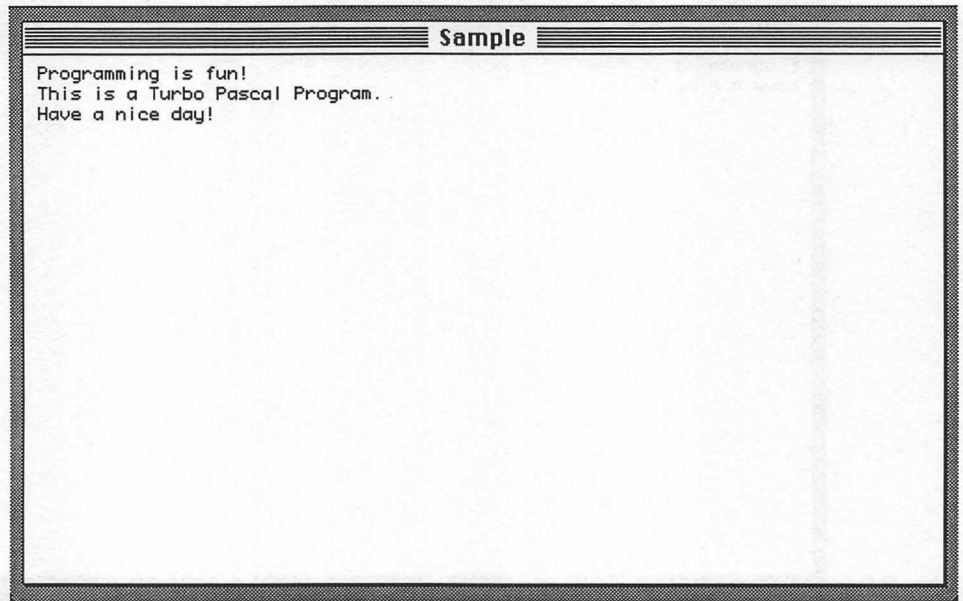 Sample
Programming is fun!
This is a Turbo Pascal Program.
Have a nice day!